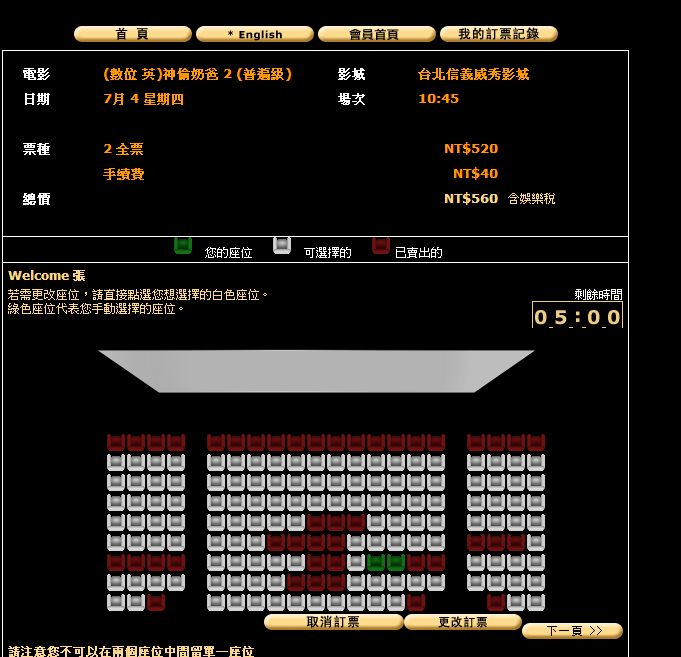 首 頁 * English 會員首頁 我的訂票記錄
電影 (數位 英)神偷奶爸 2 (普遍級) 影城 台北信義威秀影城
日期 7月 4 星期四 場次 10:45
票種 2 全票 NT$520
手續費 NT$40
總價 NT$560 含娛樂稅
您的座位 可選擇的 已賣出的
Welcome 張
若需更改座位，請直接點選您想選擇的白色座位。
綠色座位代表您手動選擇的座位。
剩餘時間
05:00
取消訂票 更改訂票 下一頁 >>
請注意您不可以在兩個座位中間留單一座位